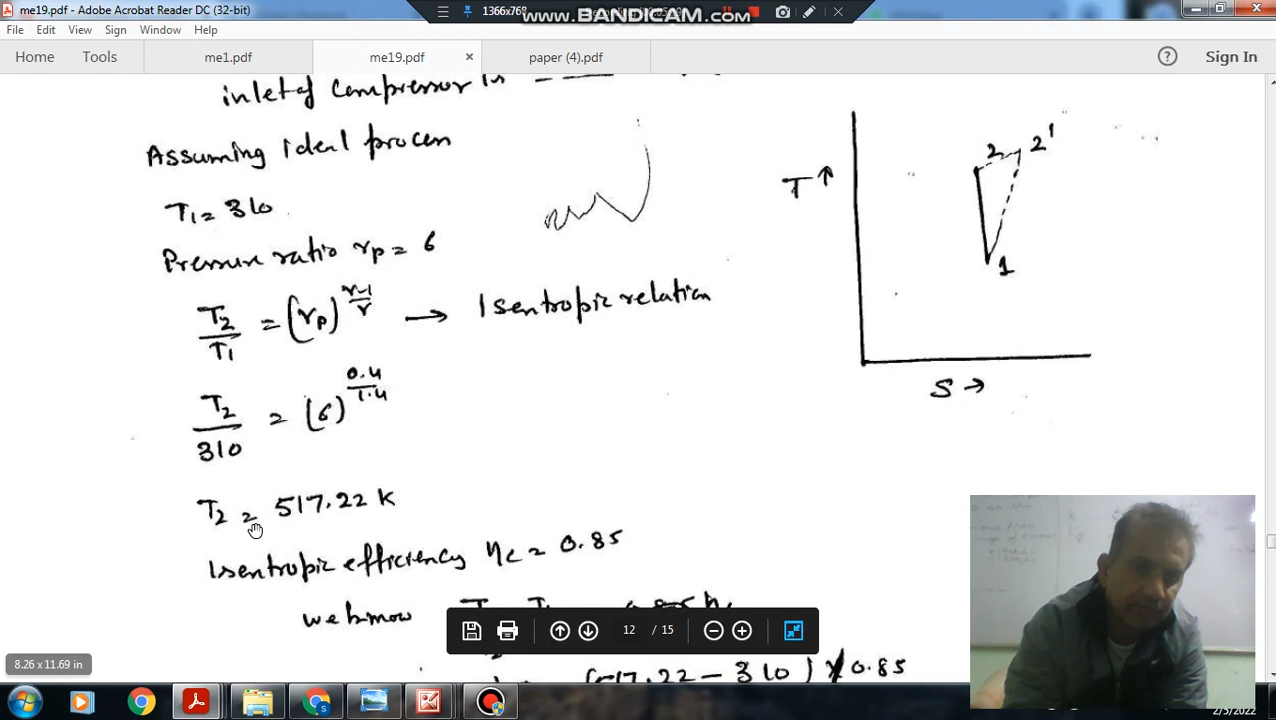 me19.pdf - Adobe Acrobat Reader DC (32-bit)
1366x768
www.BANDICAM.com
File Edit View Sign Window Help
Home Tools me1.pdf me19.pdf × paper (4).pdf ? Sign In
inlet of compressor is
Assuming ideal process
T1 = 310
Pressure ratio rp = 6
T2/T1 = (rp)^(r-1/r) → Isentropic relation
T2/310 = (6)^(0.4/1.4)
T2 = 517.22 K
Isentropic efficiency ηc = 0.85
we know
(517.22 - 310) × 0.85
T ↑
2 2'
1
S →
12 / 15
8.26 x 11.69 in
2/5/2022